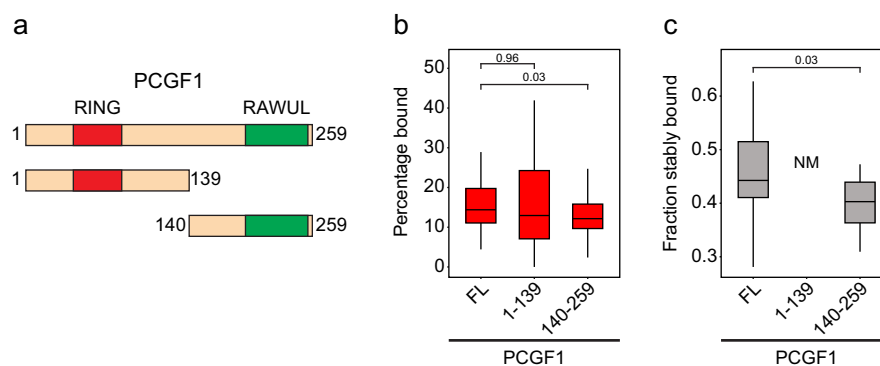 a
PCGF1
RING RAWUL
1 259
1 139
140 259
b
Percentage bound
50
40
30
20
10
0
0.96
0.03
FL 1-139 140-259
PCGF1
c
Fraction stably bound
0.6
0.5
0.4
0.3
0.03
NM
FL 1-139 140-259
PCGF1